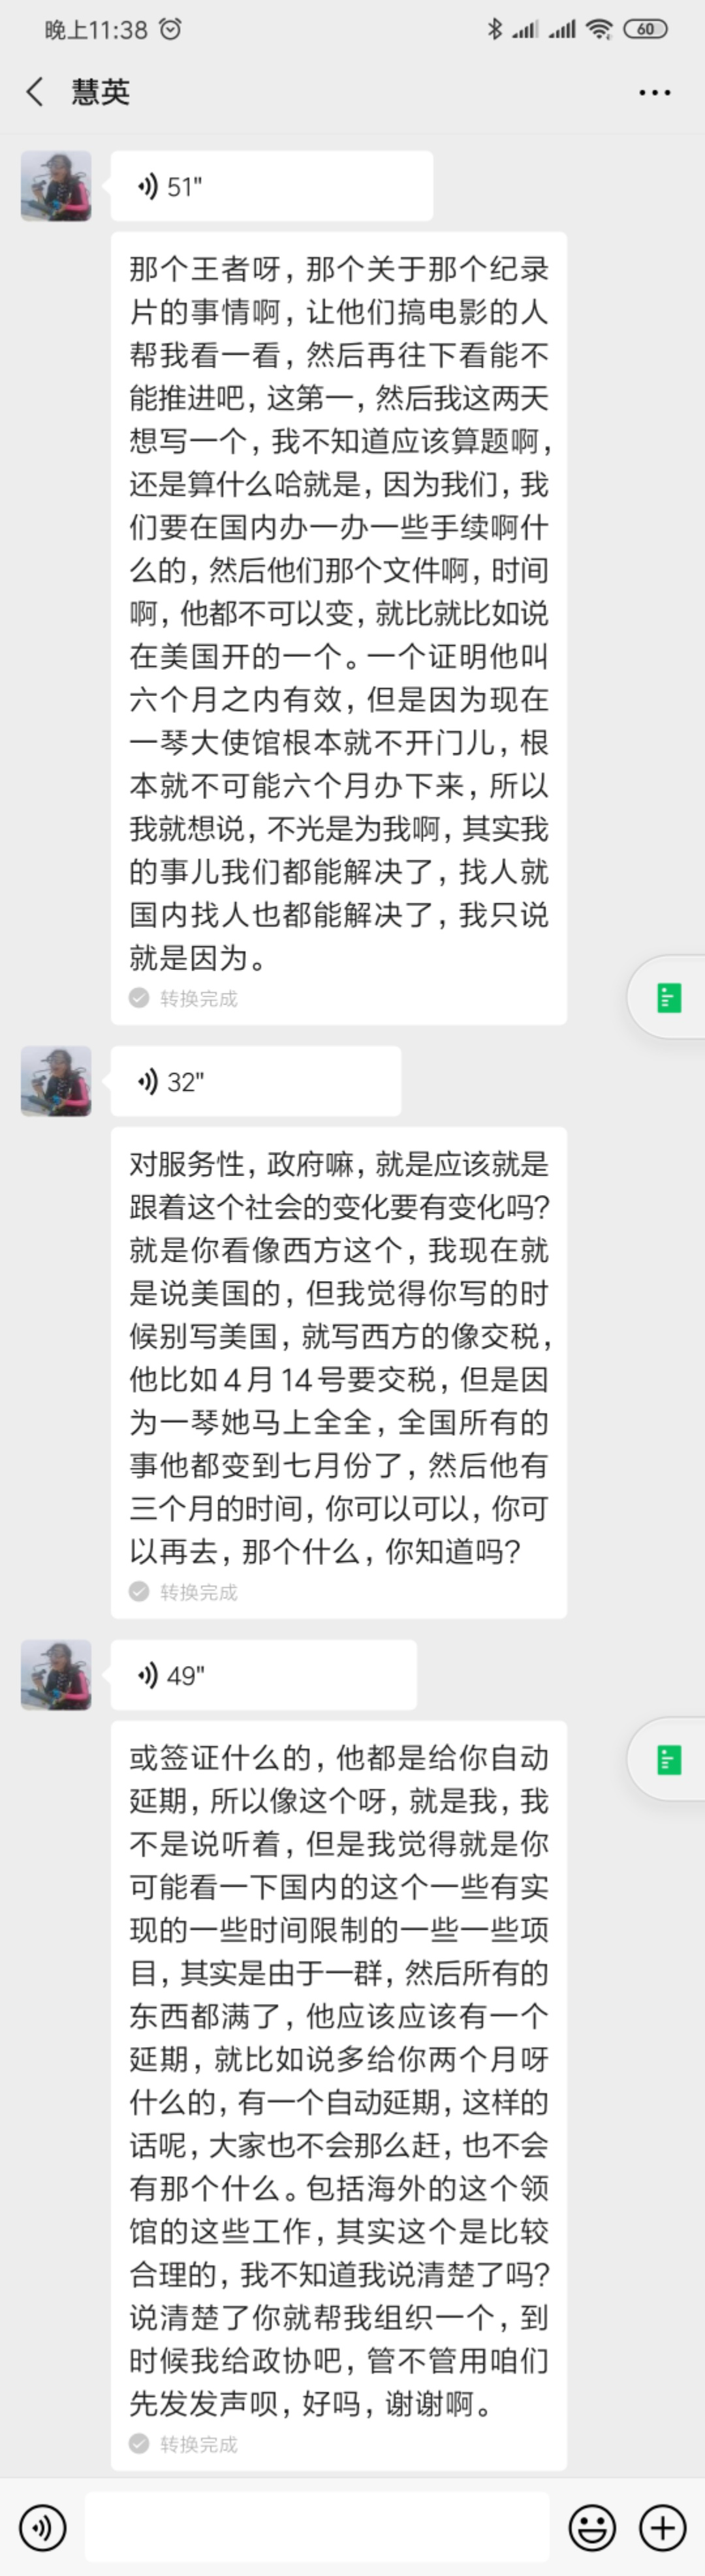 晚上11:38
60
慧英
51"
那个王者呀，那个关于那个纪录
片的事情啊，让他们搞电影的人
帮我看一看，然后再往下看能不
能推进吧，这第一，然后我这两天
想写一个，我不知道应该算题啊，
还是算什么哈就是，因为我们，我
们要在国内办一办一些手续啊什
么的，然后他们那个文件啊，时间
啊，他都不可以变，就比就比如说
在美国开的一个。一个证明他叫
六个月之内有效，但是因为现在
一琴大使馆根本就不开门儿，根
本就不可能六个月办下来，所以
我就想说，不光是为我啊，其实我
的事儿我们都能解决了，找人就
国内找人也都能解决了，我只说
就是因为。
转换完成
32"
对服务性，政府嘛，就是应该就是
跟着这个社会的变化要有变化吗？
就是你看像西方这个，我现在就
是说美国的，但我觉得你写的时
候别写美国，就写西方的像交税，
他比如4月14号要交税，但是因
为一琴她马上全全，全国所有的
事他都变到七月份了，然后他有
三个月的时间，你可以可以，你可
以再去，那个什么，你知道吗？
转换完成
49"
或签证什么的，他都是给你自动
延期，所以像这个呀，就是我，我
不是说听着，但是我觉得就是你
可能看一下国内的这个一些有实
现的一些时间限制的一些一些项
目，其实是由于一群，然后所有的
东西都满了，他应该应该有一个
延期，就比如说多给你两个月呀
什么的，有一个自动延期，这样的
话呢，大家也不会那么赶，也不会
有那个什么。包括海外的这个领
馆的这些工作，其实这个是比较
合理的，我不知道我说清楚了吗？
说清楚了你就帮我组织一个，到
时候我给政协吧，管不管用咱们
先发发声呗，好吗，谢谢啊。
转换完成